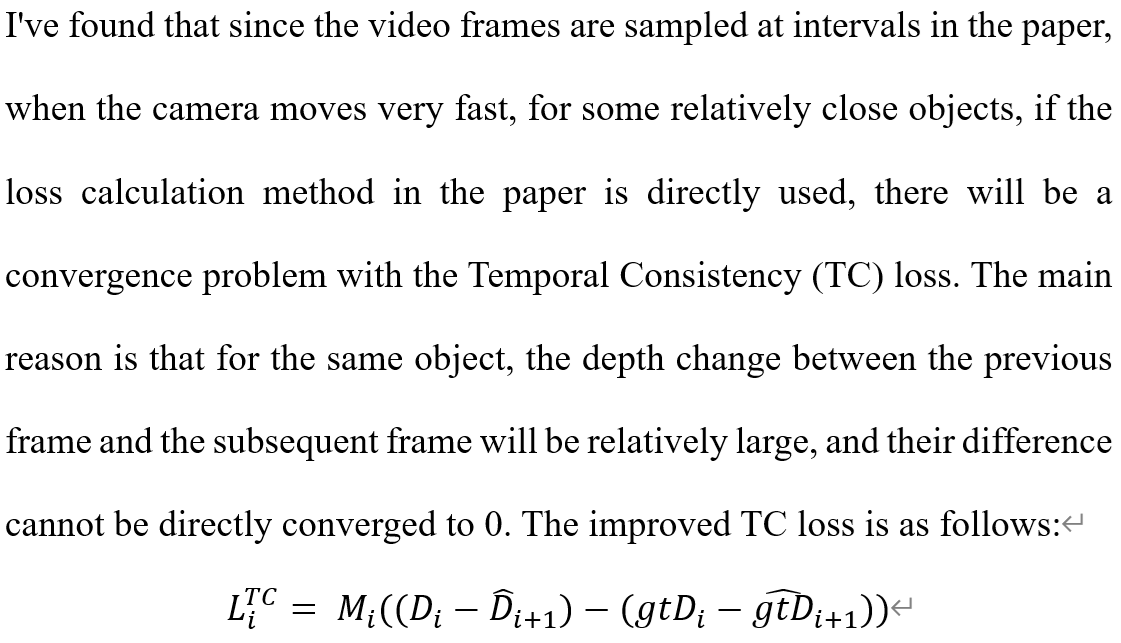 I've found that since the video frames are sampled at intervals in the paper,
when the camera moves very fast, for some relatively close objects, if the
loss calculation method in the paper is directly used, there will be a
convergence problem with the Temporal Consistency (TC) loss. The main
reason is that for the same object, the depth change between the previous
frame and the subsequent frame will be relatively large, and their difference
cannot be directly converged to 0. The improved TC loss is as follows:↵
$L_i^{TC} = M_i((D_i - \widehat{D}_{i+1}) - (gtD_i - \widehat{gtD}_{i+1}))$↵